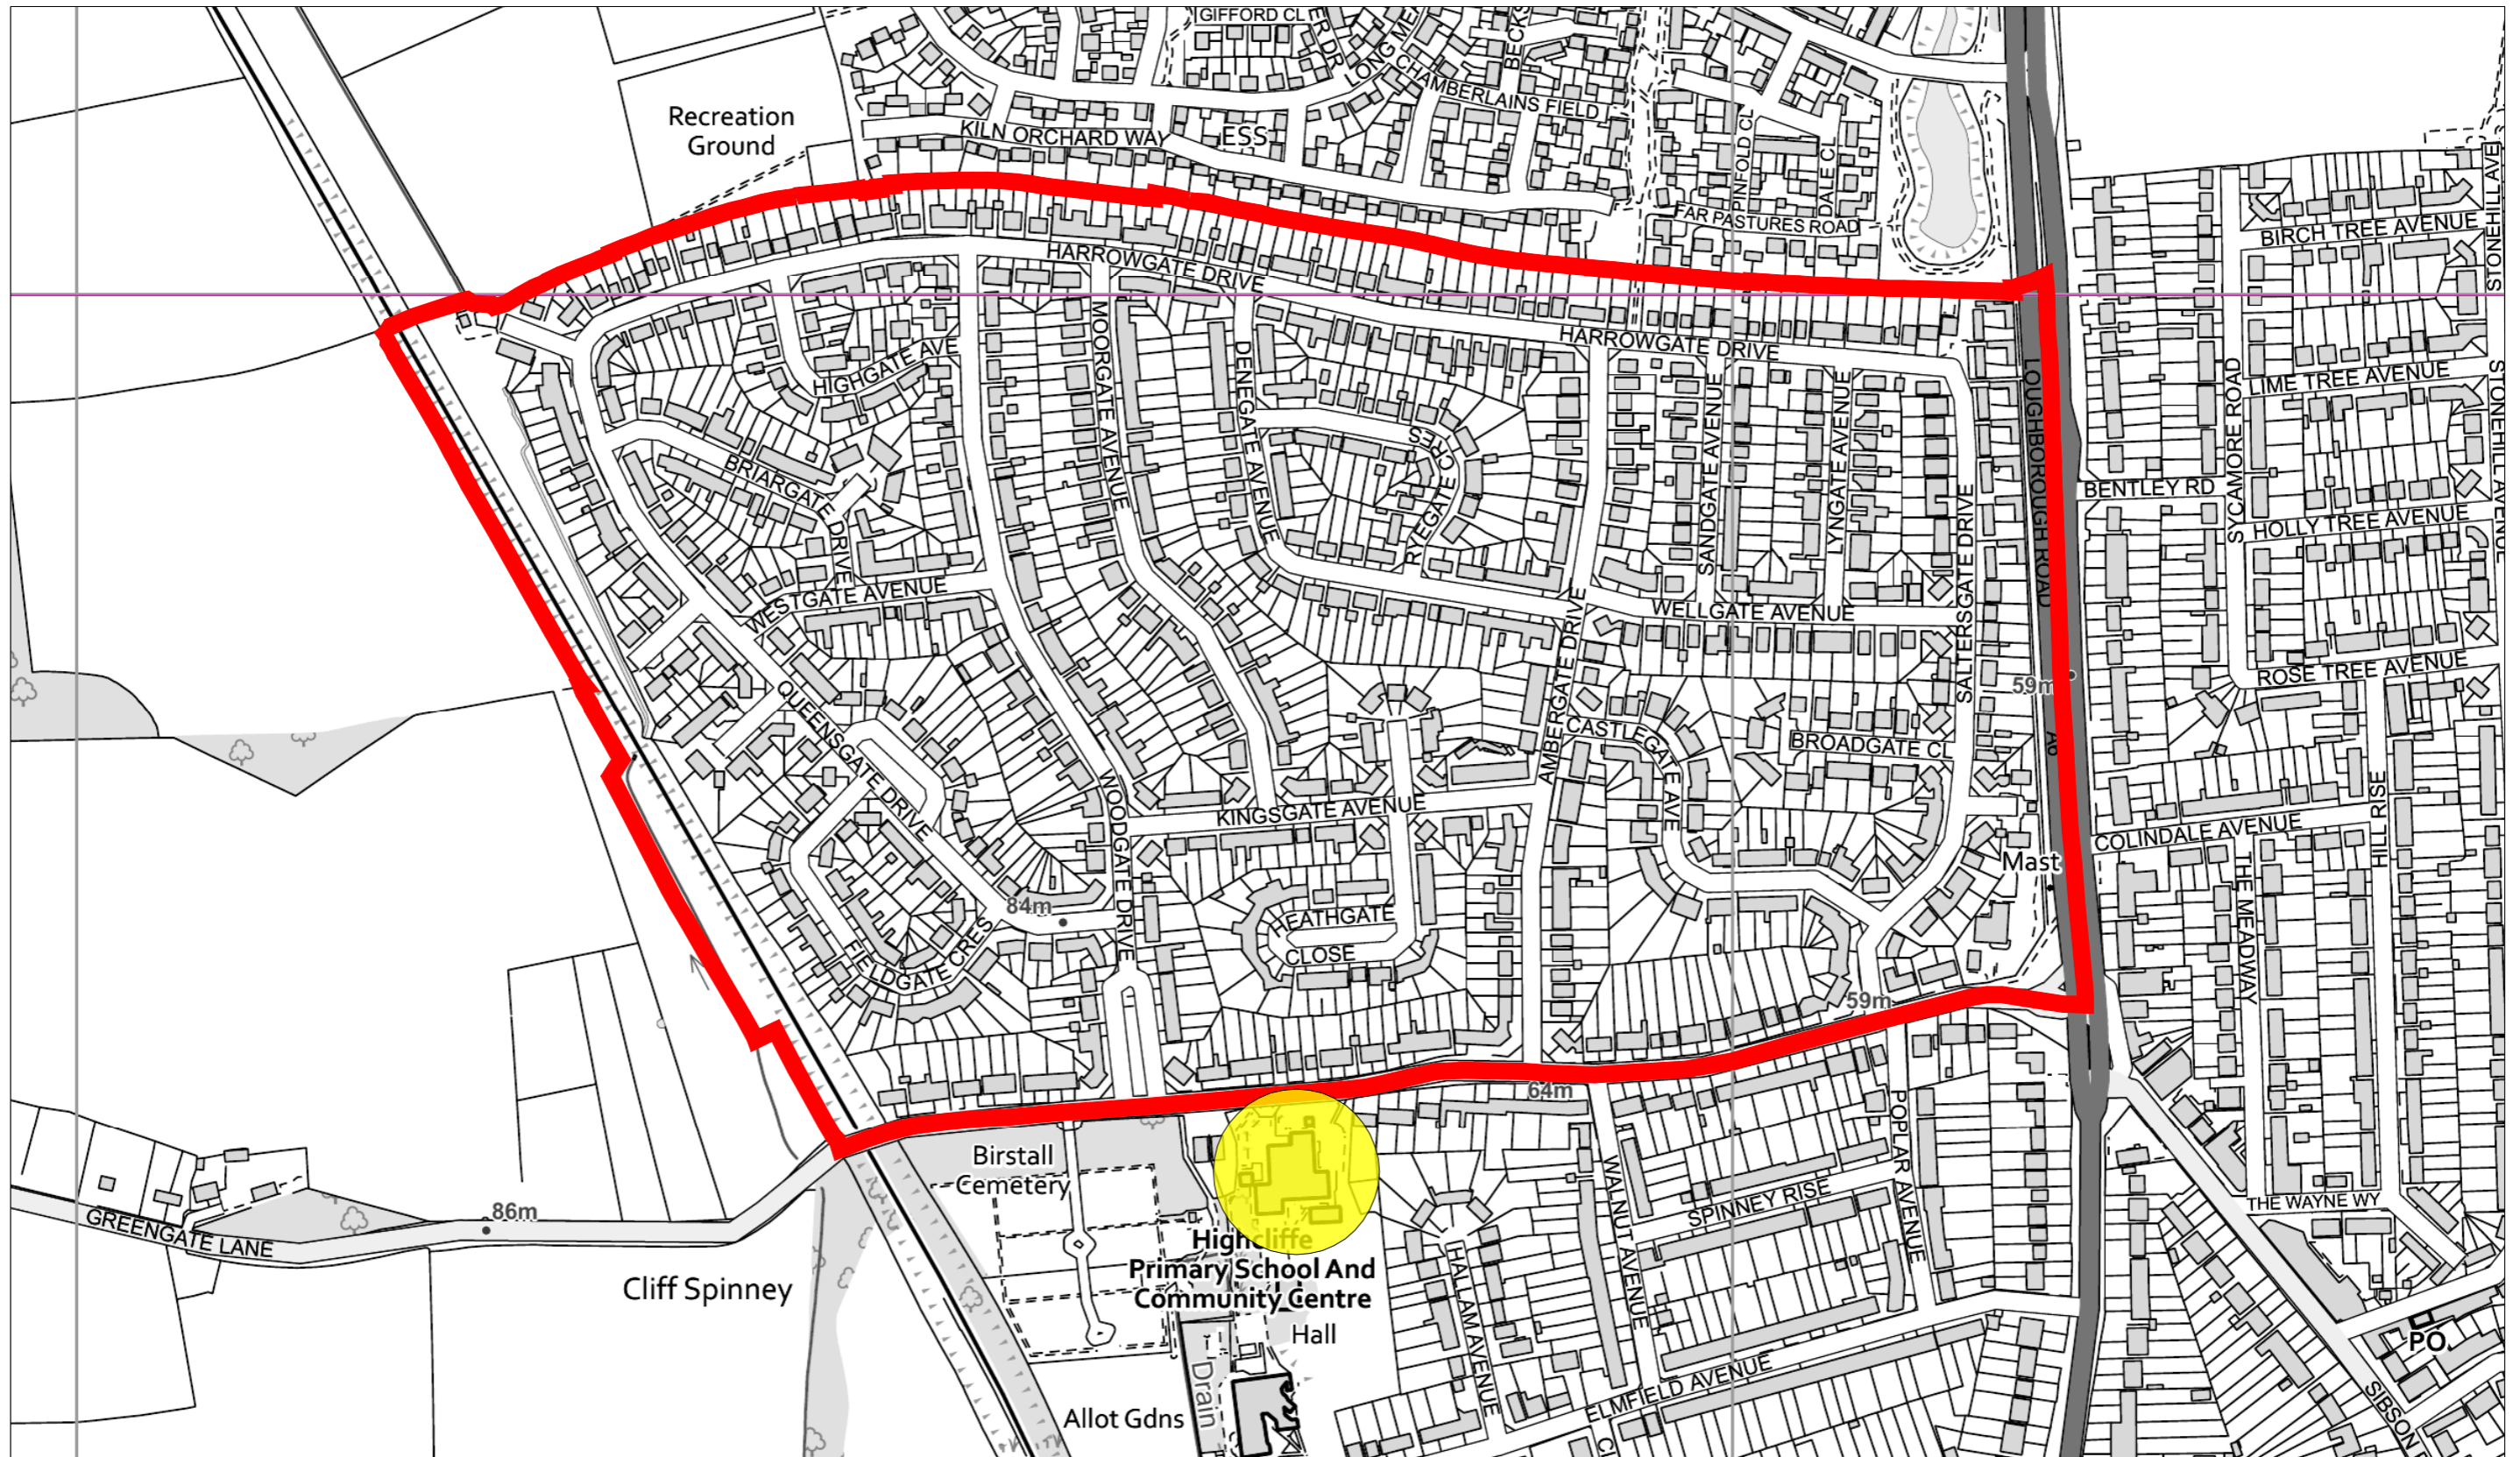 GIFFORD CL
CHAMBERLAINS FIELD
Recreation
Ground
KILN ORCHARD WAY
ESS
PINFOLD CL
DALE CL
FAR PASTURES ROAD
BIRCH TREE AVENUE
HARROWGATE DRIVE
HARROWGATE DRIVE
HIGHGATE AVE
MOORGATE AVENUE
DENEGATE AVENUE
RYEGATE CRES
SANDGATE AVENUE
LYNGATE AVENUE
LOUGHBOROUGH ROAD
SYCAMORE ROAD
LIME TREE AVENUE
STONEHILL AVENUE
BRIARGATE DRIVE
BENTLEY RD
HOLLY TREE AVENUE
SALTERSGATE DRIVE
WESTGATE AVENUE
WELLGATE AVENUE
ROSE TREE AVENUE
59m
QUEENSGATE DRIVE
AMBERGATE DRIVE
CASTLEGATE AVE
BROADGATE CL
A6
WOODGATE DRIVE
KINGSGATE AVENUE
COLINDALE AVENUE
HILL RISE
Mast
THE MEADWAY
84m
HEATHGATE
CLOSE
FIELDGATE CRES
59m
64m
POPLAR AVENUE
Birstall
Cemetery
WALNUT AVENUE
SPINNEY RISE
THE WAYNE WY
86m
GREENGATE LANE
Highcliffe
Primary School And
Community Centre
Cliff Spinney
Hall
HALLAM AVENUE
PO
Drain
ELMFIELD AVENUE
Allot Gdns
SIBSON